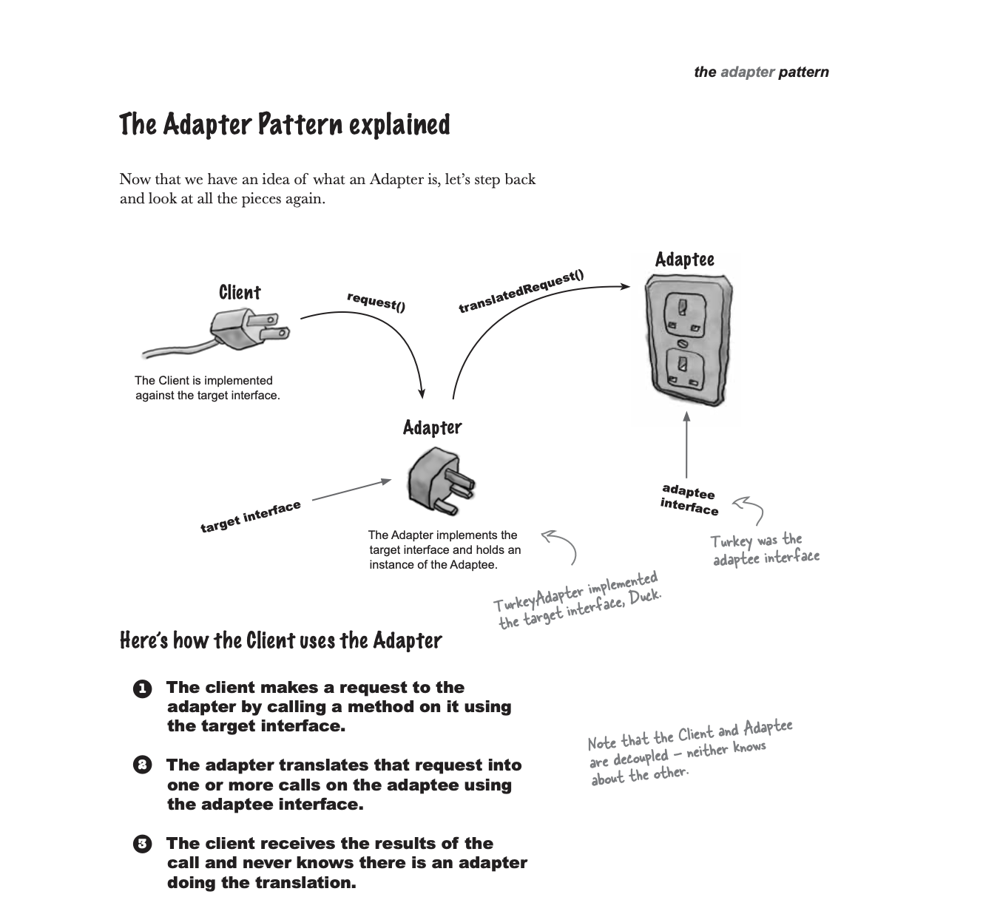 the adapter pattern
The Adapter Pattern explained
Now that we have an idea of what an Adapter is, let's step back
and look at all the pieces again.
Adaptee
Client
request()
translatedRequest()
The Client is implemented
against the target interface.
Adapter
target interface
adaptee
interface
The Adapter implements the
target interface and holds an
instance of the Adaptee.
Turkey was the
adaptee interface
TurkeyAdapter implemented
the target interface, Duck.
Here's how the Client uses the Adapter
1 The client makes a request to the
adapter by calling a method on it using
the target interface.
2 The adapter translates that request into
one or more calls on the adaptee using
the adaptee interface.
Note that the Client and Adaptee
are decoupled – neither knows
about the other.
3 The client receives the results of the
call and never knows there is an adapter
doing the translation.